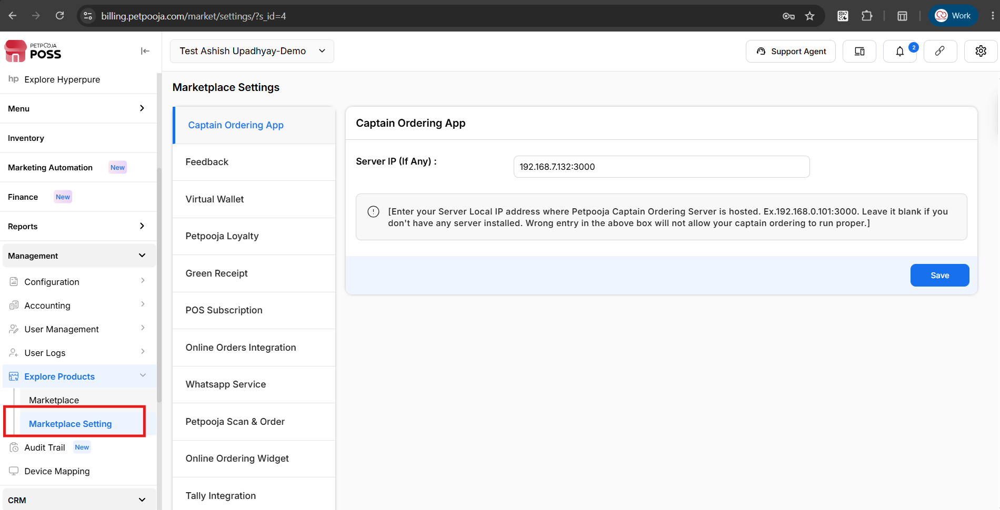 billing.petpooja.com/market/settings/?s_id=4
Work
PETPOOJA
POSS
Test Ashish Upadhyay-Demo
Support Agent
2
hp Explore Hyperpure
Menu
Inventory
Marketing Automation New
Finance New
Reports
Management
Configuration
Accounting
User Management
User Logs
Explore Products
Marketplace
Marketplace Setting
Audit Trail New
Device Mapping
CRM
Marketplace Settings
Captain Ordering App
Feedback
Virtual Wallet
Petpooja Loyalty
Green Receipt
POS Subscription
Online Orders Integration
Whatsapp Service
Petpooja Scan & Order
Online Ordering Widget
Tally Integration
Captain Ordering App
Server IP (If Any) :
192.168.7.132:3000
[Enter your Server Local IP address where Petpooja Captain Ordering Server is hosted. Ex.192.168.0.101:3000. Leave it blank if you
don't have any server installed. Wrong entry in the above box will not allow your captain ordering to run proper.]
Save